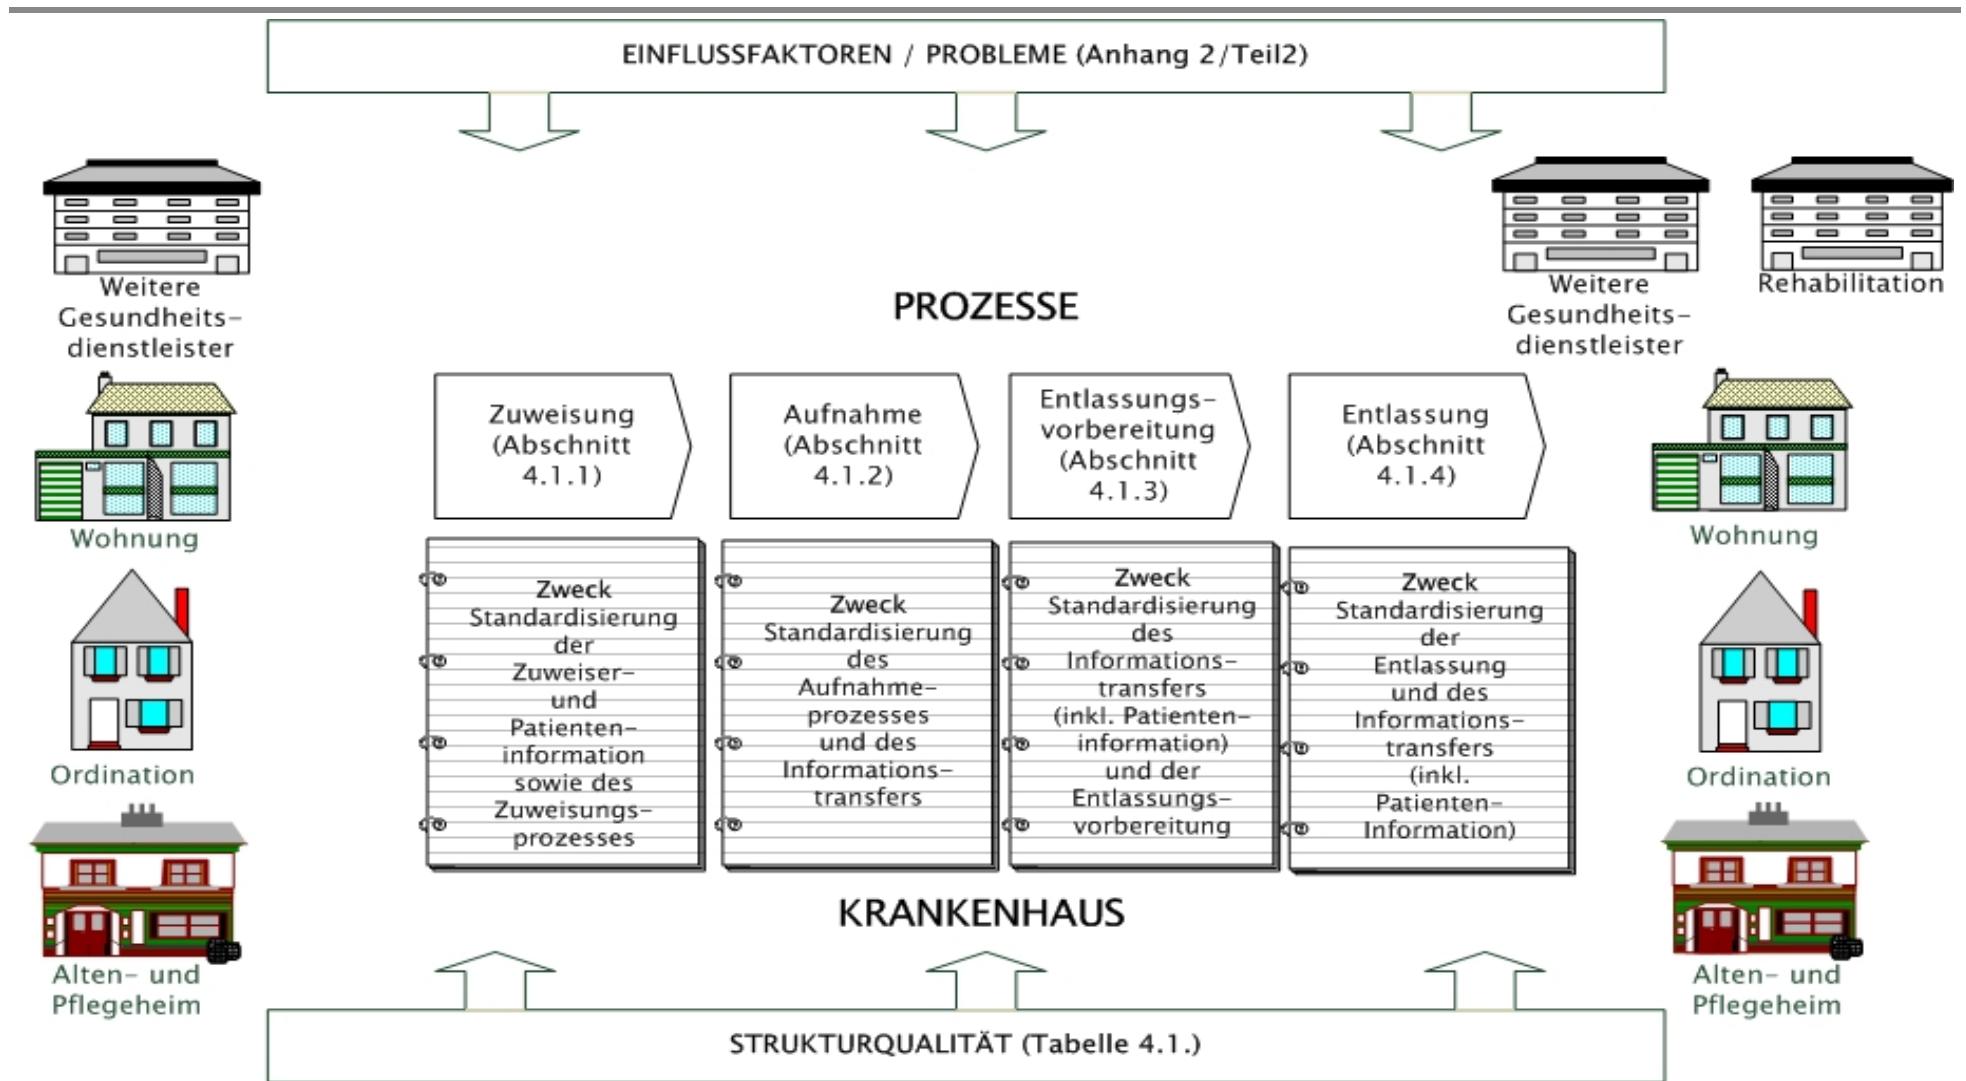 EINFLUSSFAKTOREN / PROBLEME (Anhang 2/Teil2)
Weitere
Gesundheits-
dienstleister
Wohnung
Ordination
Alten- und
Pflegeheim
PROZESSE
Zuweisung
(Abschnitt
4.1.1)
Aufnahme
(Abschnitt
4.1.2)
Entlassungs-
vorbereitung
(Abschnitt
4.1.3)
Entlassung
(Abschnitt
4.1.4)
Zweck
Standardisierung
der
Zuweiser-
und
Patienten-
information
sowie des
Zuweisungs-
prozesses
Zweck
Standardisierung
des
Aufnahme-
prozesses
und des
Informations-
transfers
Zweck
Standardisierung
des
Informations-
transfers
(inkl. Patienten-
information)
und der
Entlassungs-
vorbereitung
Zweck
Standardisierung
der
Entlassung
und des
Informations-
transfers
(inkl.
Patienten-
Information)
KRANKENHAUS
Weitere
Gesundheits-
dienstleister
Rehabilitation
Wohnung
Ordination
Alten- und
Pflegeheim
STRUKTURQUALITÄT (Tabelle 4.1.)